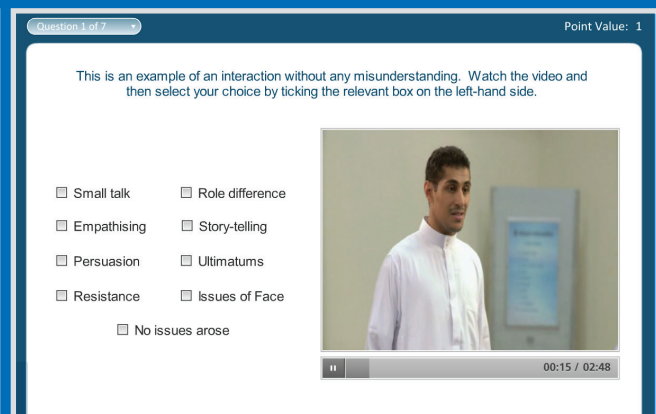 Question 1 of 7
Point Value: 1
This is an example of an interaction without any misunderstanding. Watch the video and
then select your choice by ticking the relevant box on the left-hand side.
Small talk
Role difference
Empathising
Story-telling
Persuasion
Ultimatums
Resistance
Issues of Face
No issues arose
00:15 / 02:48